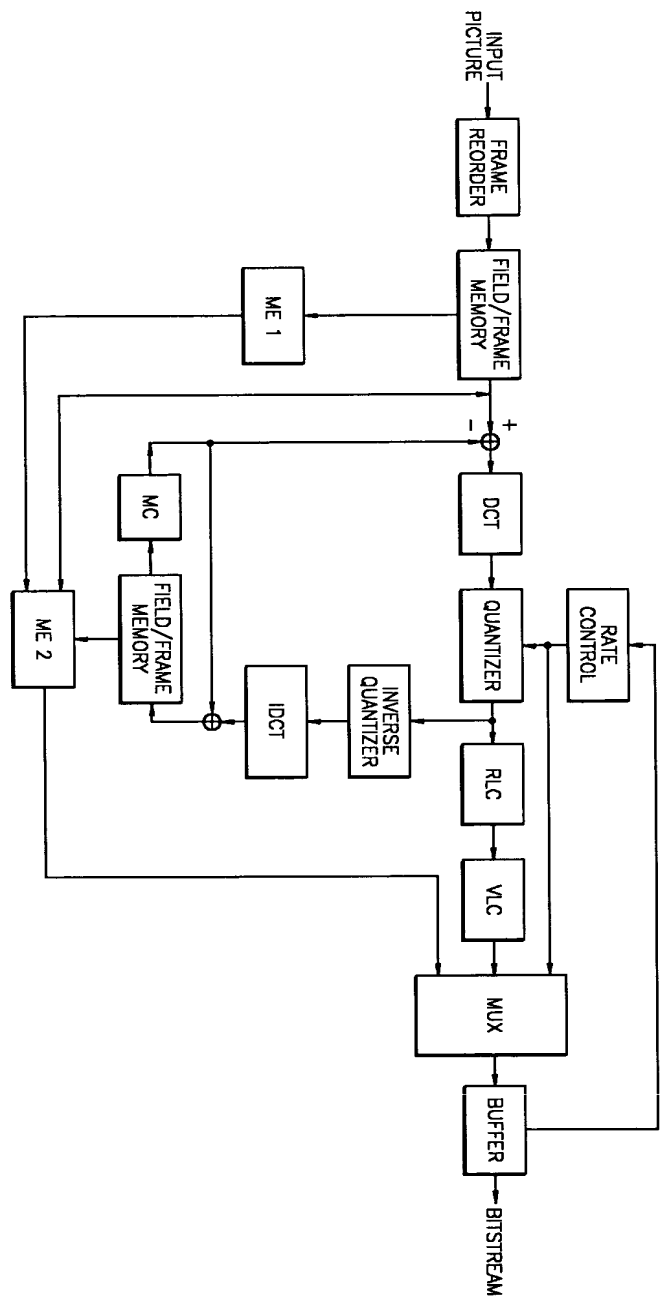 INPUT
PICTURE
FRAME
REORDER
FIELD/FRAME
MEMORY
ME 1
+
-
DCT
QUANTIZER
RATE
CONTROL
RLC
VLC
MUX
BUFFER
BITSTREAM
INVERSE
QUANTIZER
IDCT
FIELD/FRAME
MEMORY
MC
ME 2